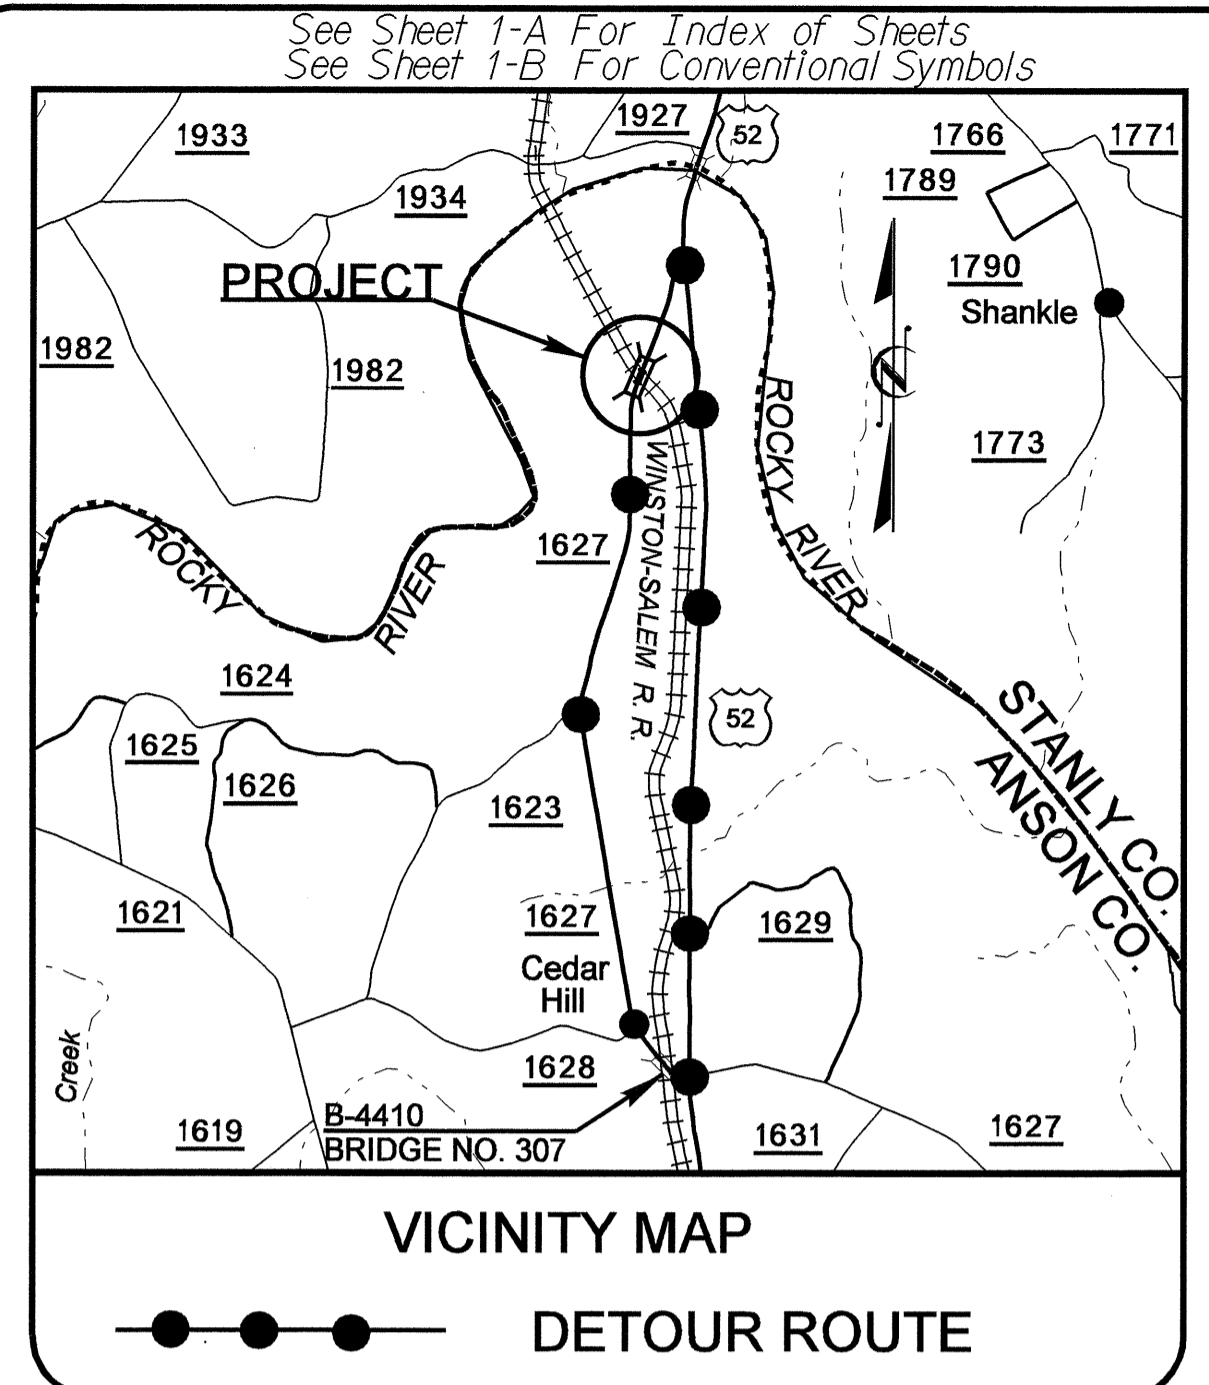 See Sheet 1-A For Index of Sheets
See Sheet 1-B For Conventional Symbols
1933
1927
52
1766
1771
1934
1789
PROJECT
1790
Shankle
1982
1982
N
ROCKY
RIVER
1773
WINSTON-SALEM R. R.
1627
ROCKY
RIVER
1624
52
STANLY CO.
ANSON CO.
1625
1626
1623
1621
1627
1629
Cedar
Hill
Creek
1628
B-4410
BRIDGE NO. 307
1619
1631
1627
VICINITY MAP
DETOUR ROUTE